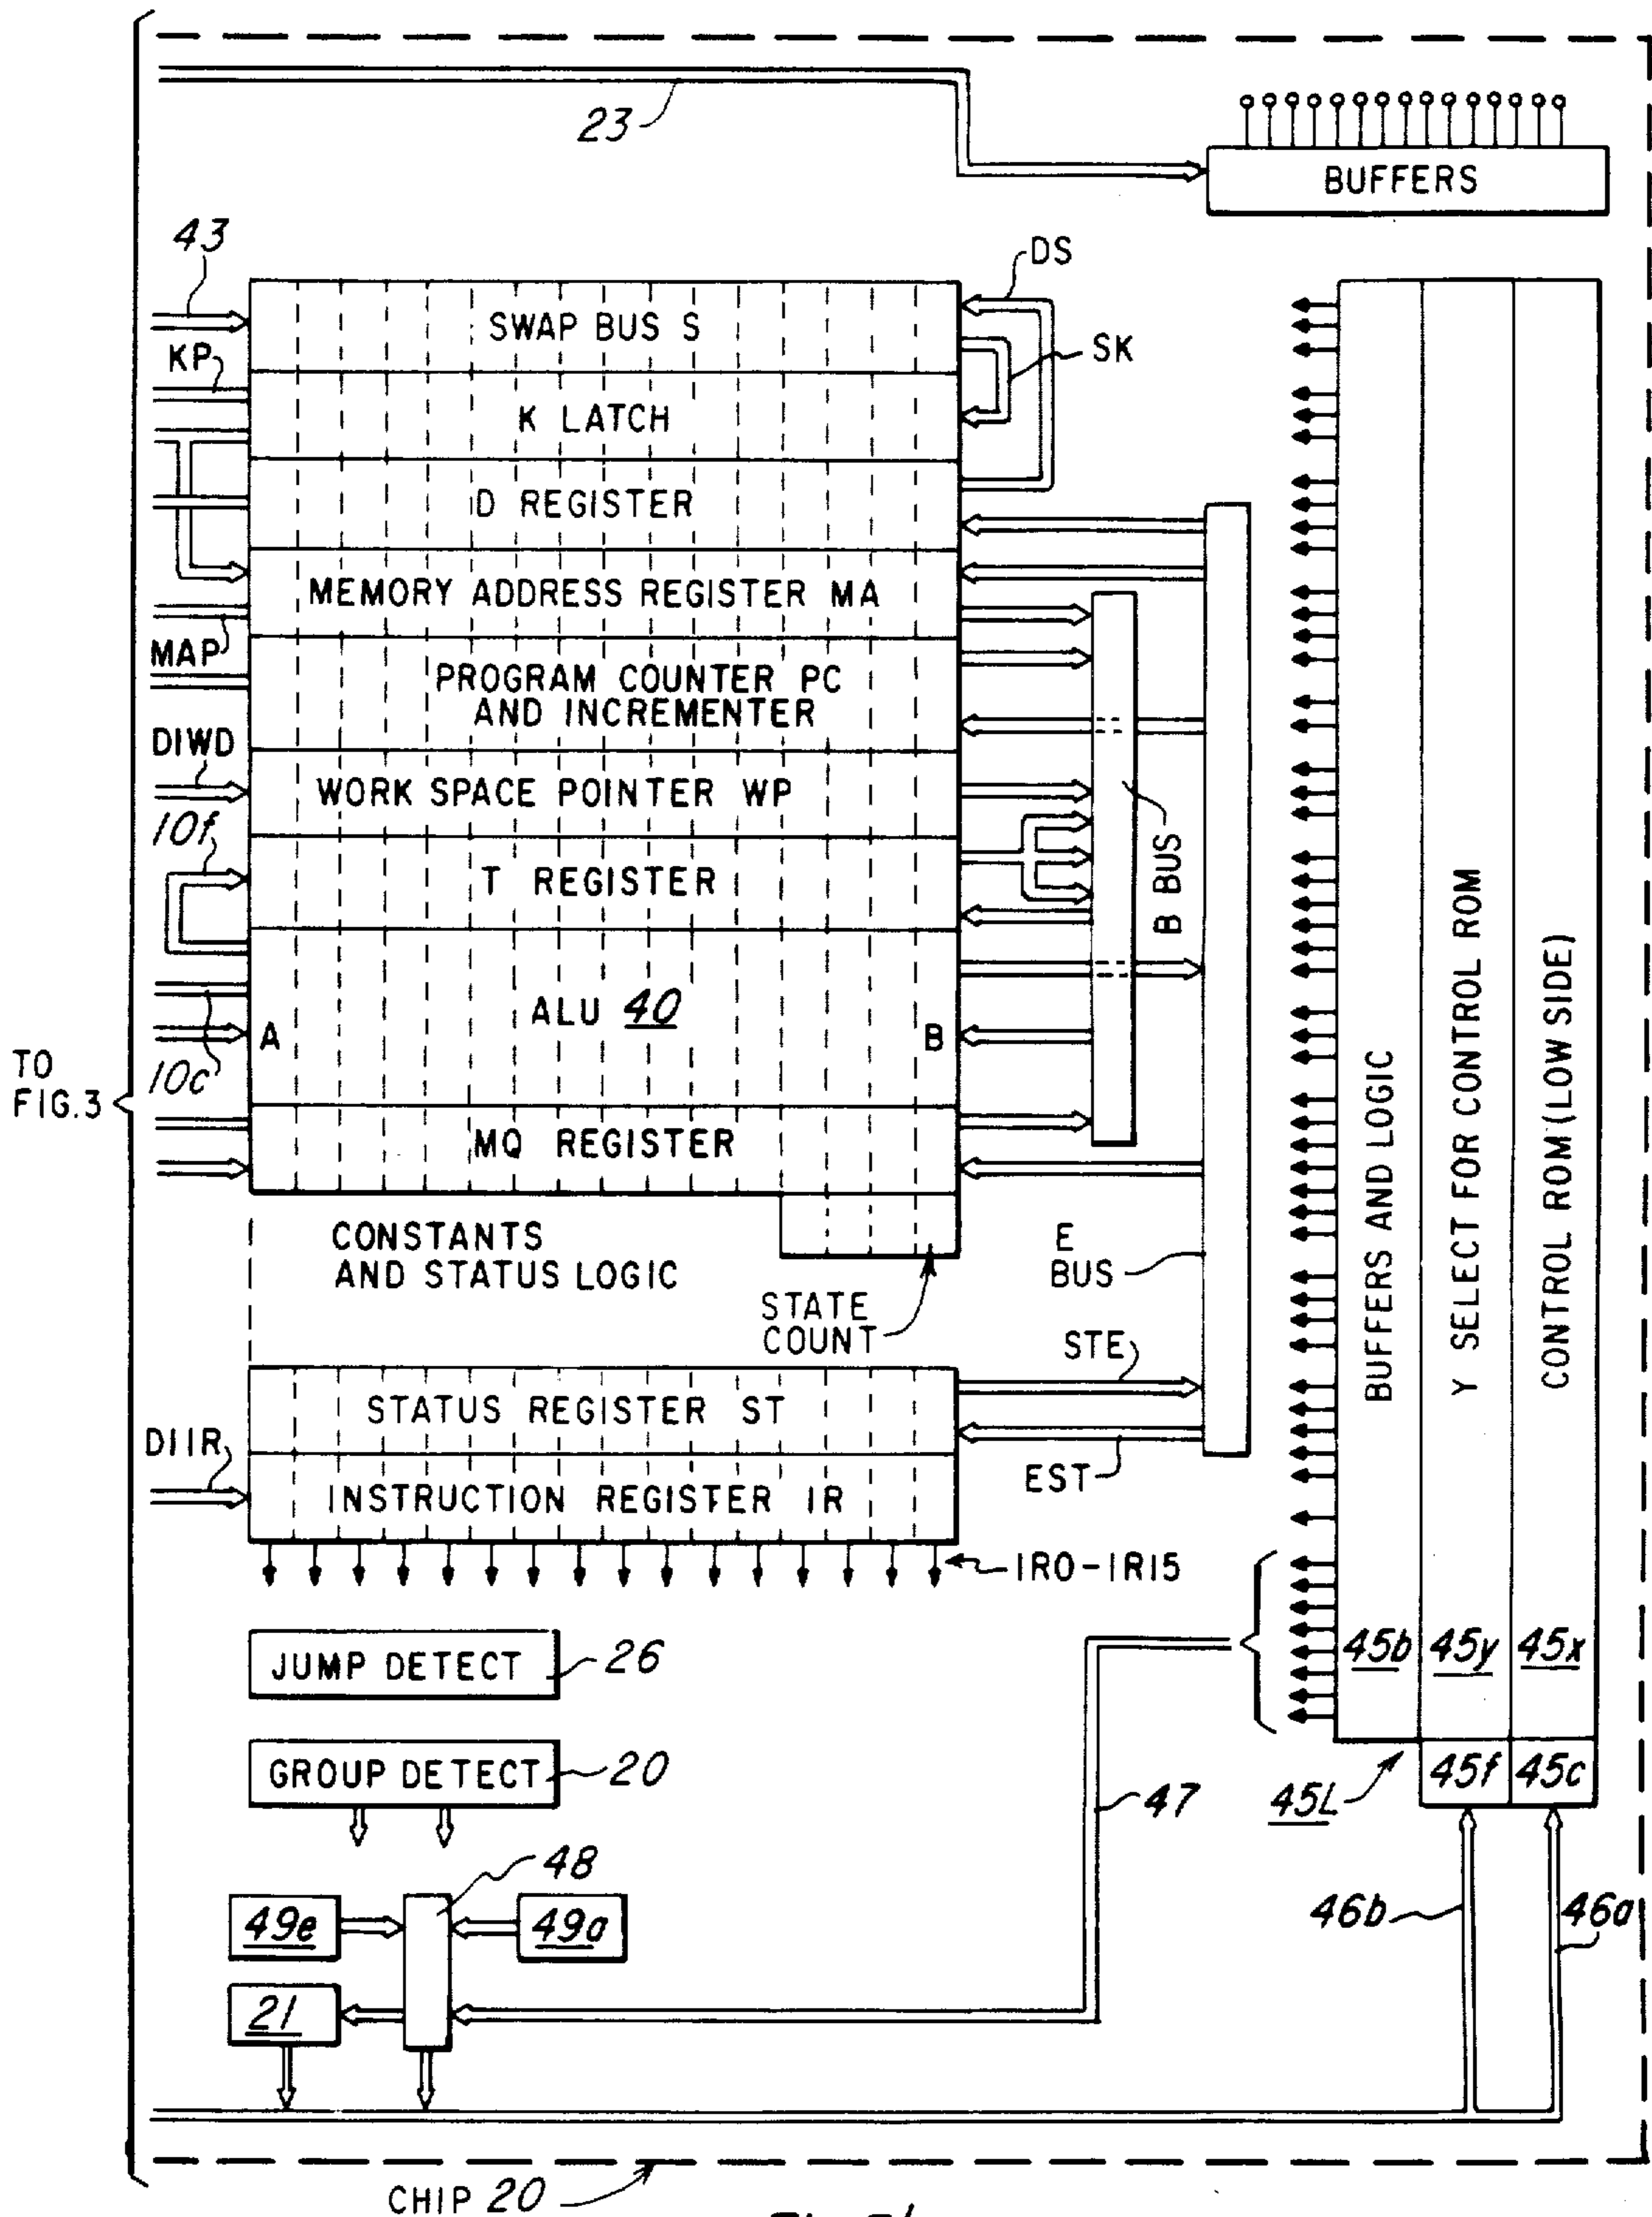 23
BUFFERS
43
DS
SWAP BUS S
KP
SK
K LATCH
D REGISTER
MEMORY ADDRESS REGISTER MA
MAP
PROGRAM COUNTER PC
AND INCREMENTER
DIWD
WORK SPACE POINTER WP
10f
T REGISTER
B BUS
ALU 40
A
B
10c
TO
FIG.3
MQ REGISTER
BUFFERS AND LOGIC
Y SELECT FOR CONTROL ROM
CONTROL ROM (LOW SIDE)
CONSTANTS
AND STATUS LOGIC
E
BUS
STATE
COUNT
STE
STATUS REGISTER ST
DIIR
EST
INSTRUCTION REGISTER IR
IR0-IR15
45b
45y
45x
JUMP DETECT
26
GROUP DETECT
20
45f
45c
45L
47
48
49e
49a
46b
46a
21
CHIP 20